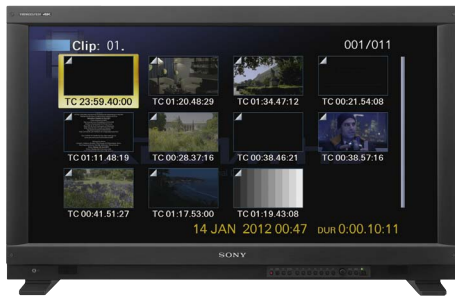 Clip: 01.
001/011
TC 23:59.40:00
TC 01:20.48:29
TC 01:34.47:12
TC 00:21.54:08
TC 01:11.48:19
TC 00:28.37:16
TC 00:38.46:21
TC 00:38.57:16
TC 00:41.51:27
TC 01:17.53:00
TC 01:19.43:08
14 JAN 2012 00:47 DUR 0:00.10:11
SONY